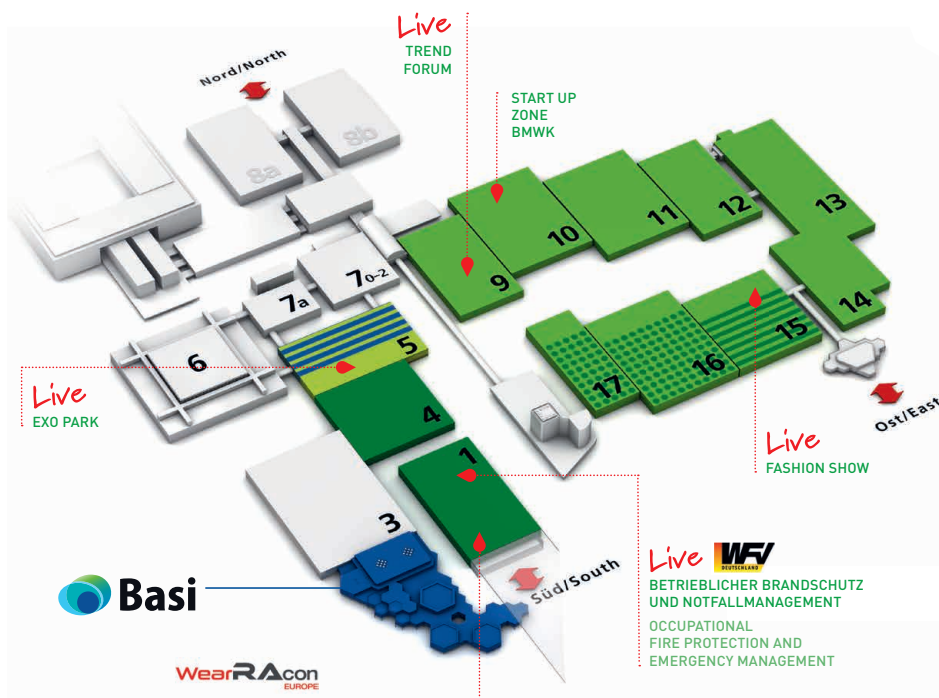 Live
TREND
FORUM
Nord/North
START UP
ZONE
BMWK
8a
8b
9
10
11
12
13
14
15
16
17
7a
7 0-2
6
5
4
3
1
Live
EXO PARK
Ost/East
Live
FASHION SHOW
Süd/South
Basi
Live WFV
DEUTSCHLAND
BETRIEBLICHER BRANDSCHUTZ
UND NOTFALLMANAGEMENT
OCCUPATIONAL
FIRE PROTECTION AND
EMERGENCY MANAGEMENT
WearRAcon
EUROPE